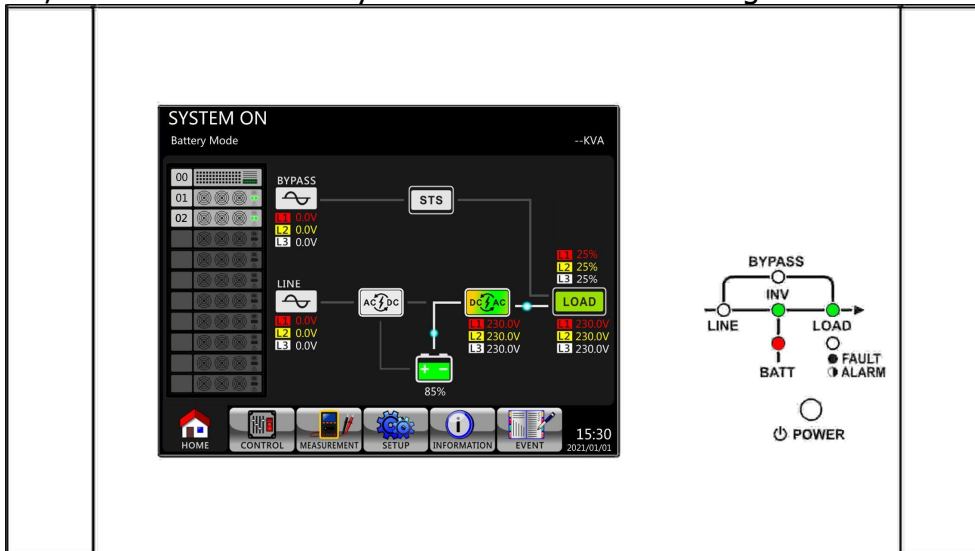 SYSTEM ON
Battery Mode
--KVA
00
01
02
BYPASS
L1 0.0V
L2 0.0V
L3 0.0V
STS
LINE
L1 0.0V
L2 0.0V
L3 0.0V
AC DC
DC AC
L1 230.0V
L2 230.0V
L3 230.0V
L1 25%
L2 25%
L3 25%
LOAD
L1 230.0V
L2 230.0V
L3 230.0V
+ -
85%
HOME
CONTROL
MEASUREMENT
SETUP
INFORMATION
EVENT
15:30
2021/01/01
BYPASS
INV
LINE
LOAD
BATT
FAULT
ALARM
POWER